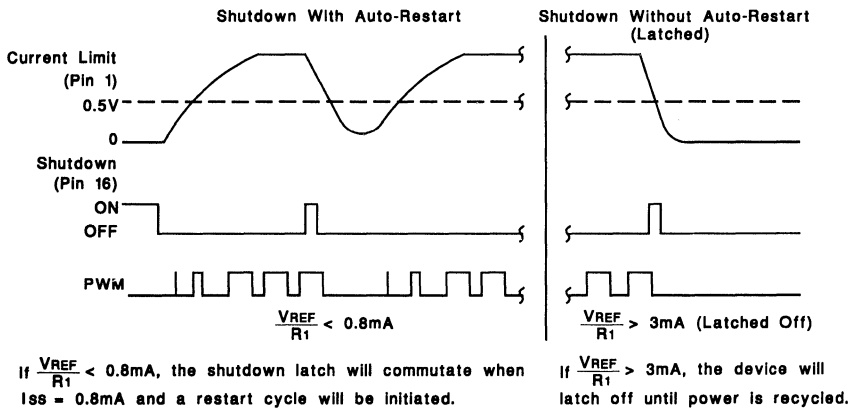 Shutdown With Auto-Restart
Shutdown Without Auto-Restart
(Latched)
Current Limit
(Pin 1)
0.5V
0
Shutdown
(Pin 16)
ON
OFF
PWM
VREF/R1 < 0.8mA
VREF/R1 > 3mA (Latched Off)
If VREF/R1 < 0.8mA, the shutdown latch will commutate when
Iss = 0.8mA and a restart cycle will be initiated.
If VREF/R1 > 3mA, the device will
latch off until power is recycled.